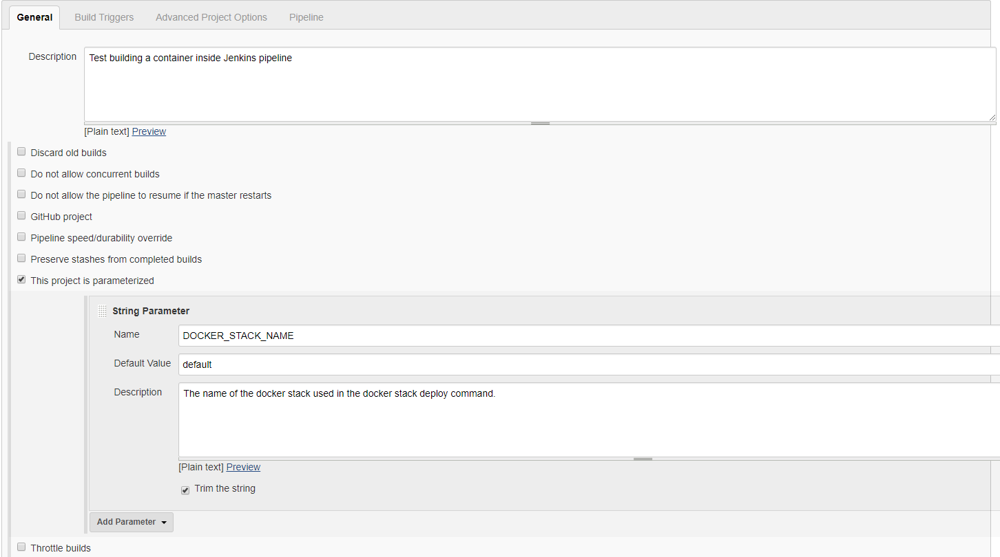 General Build Triggers Advanced Project Options Pipeline
Description Test building a container inside Jenkins pipeline
[Plain text] Preview
Discard old builds
Do not allow concurrent builds
Do not allow the pipeline to resume if the master restarts
GitHub project
Pipeline speed/durability override
Preserve stashes from completed builds
This project is parameterized
String Parameter
Name DOCKER_STACK_NAME
Default Value default
Description The name of the docker stack used in the docker stack deploy command.
[Plain text] Preview
Trim the string
Add Parameter
Throttle builds